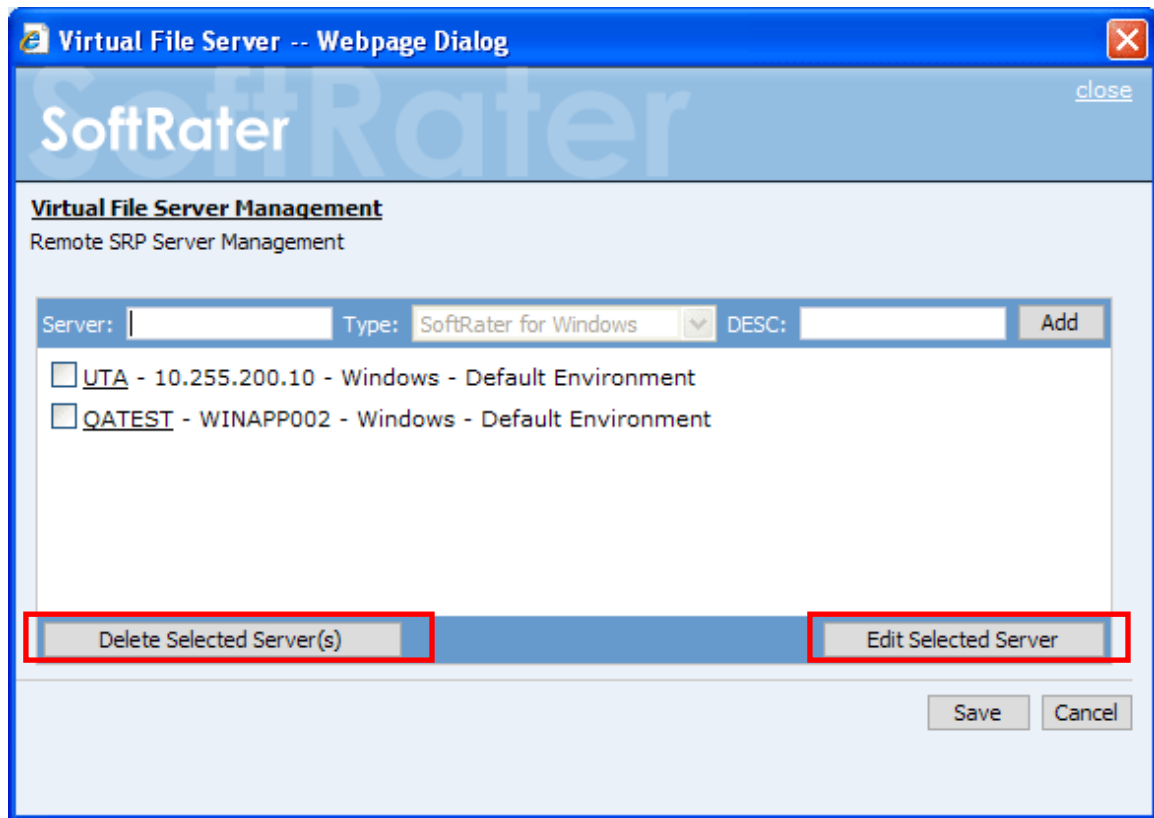 Virtual File Server -- Webpage Dialog
SoftRater
close
SoftRater
Virtual File Server Management
Remote SRP Server Management
Server: Type: SoftRater for Windows DESC: Add
UTA - 10.255.200.10 - Windows - Default Environment
QATEST - WINAPP002 - Windows - Default Environment
Delete Selected Server(s) Edit Selected Server
Save Cancel